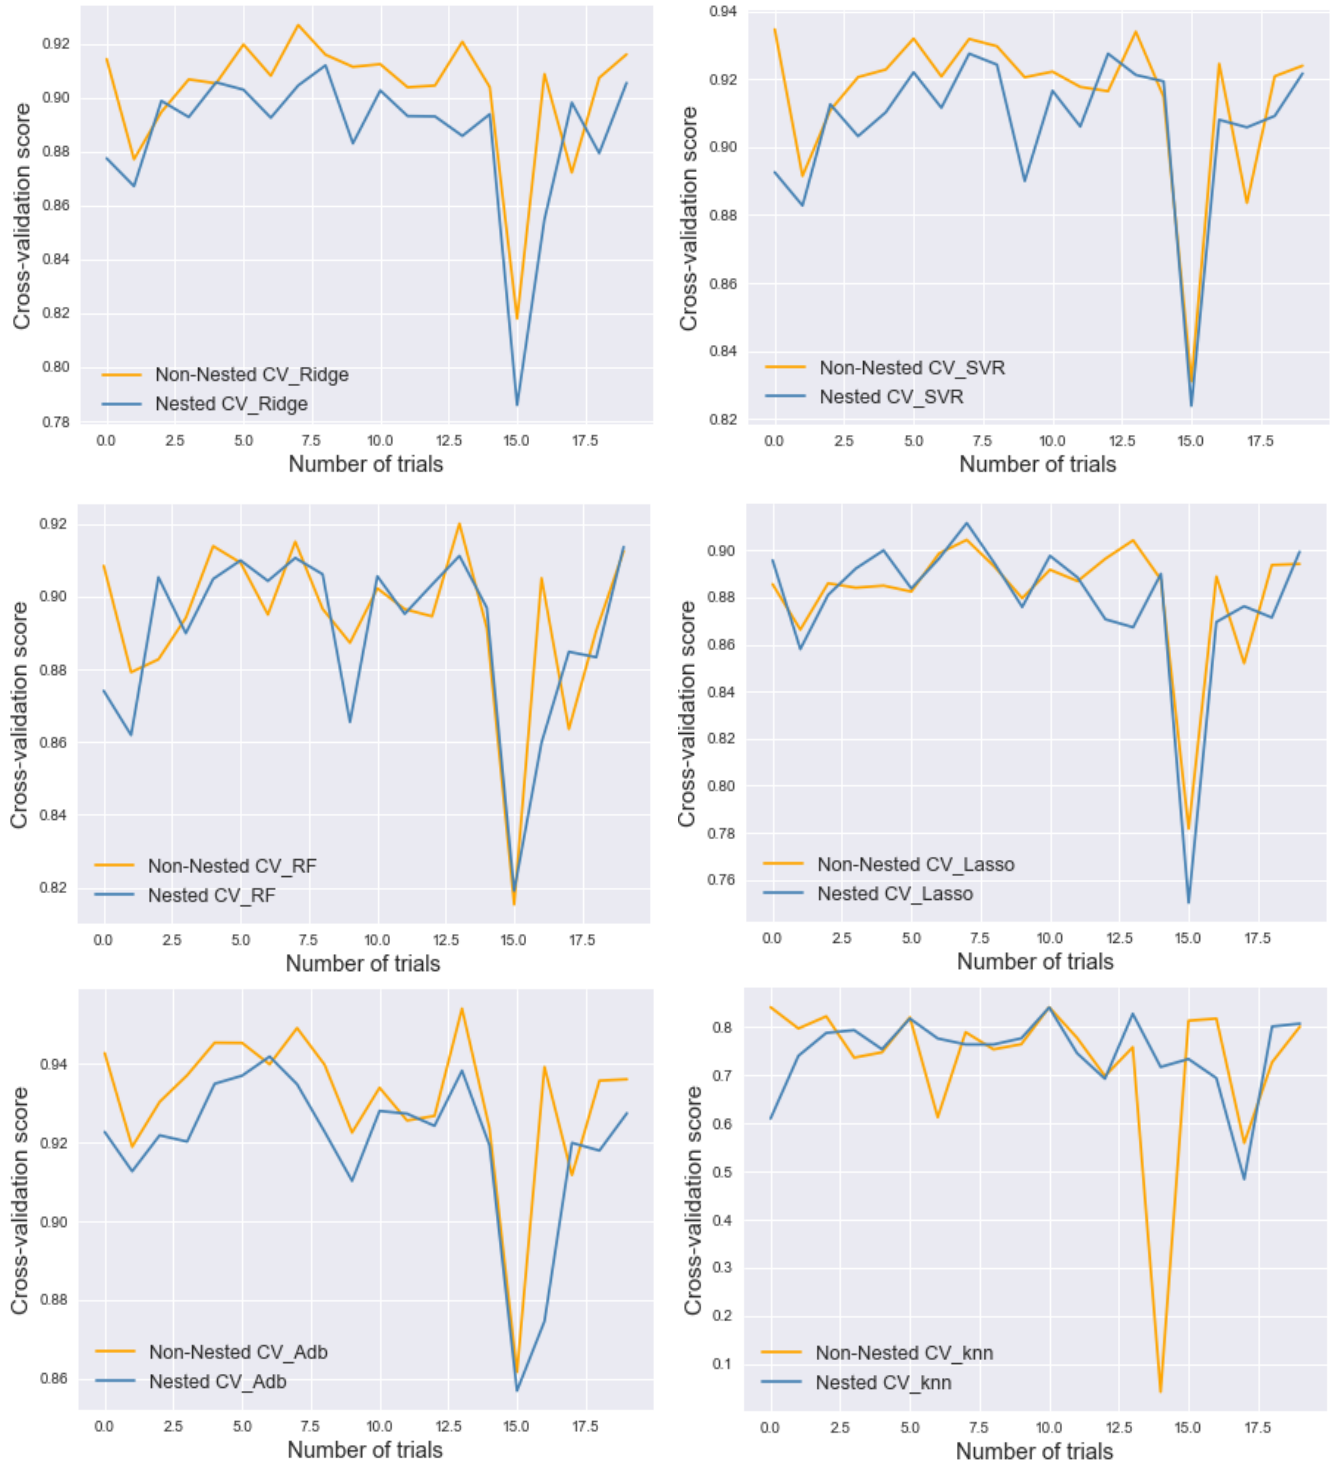 0.92
0.90
0.88
0.86
0.84
0.82
0.80
0.78
Cross-validation score
Non-Nested CV_Ridge
Nested CV_Ridge
0.0 2.5 5.0 7.5 10.0 12.5 15.0 17.5
Number of trials
0.94
0.92
0.90
0.88
0.86
0.84
0.82
Cross-validation score
Non-Nested CV_SVR
Nested CV_SVR
0.0 2.5 5.0 7.5 10.0 12.5 15.0 17.5
Number of trials
0.92
0.90
0.88
0.86
0.84
0.82
Cross-validation score
Non-Nested CV_RF
Nested CV_RF
0.0 2.5 5.0 7.5 10.0 12.5 15.0 17.5
Number of trials
0.90
0.88
0.86
0.84
0.82
0.80
0.78
0.76
Cross-validation score
Non-Nested CV_Lasso
Nested CV_Lasso
0.0 2.5 5.0 7.5 10.0 12.5 15.0 17.5
Number of trials
0.94
0.92
0.90
0.88
0.86
Cross-validation score
Non-Nested CV_Adb
Nested CV_Adb
0.0 2.5 5.0 7.5 10.0 12.5 15.0 17.5
Number of trials
0.8
0.7
0.6
0.5
0.4
0.3
0.2
0.1
Cross-validation score
Non-Nested CV_knn
Nested CV_knn
0.0 2.5 5.0 7.5 10.0 12.5 15.0 17.5
Number of trials